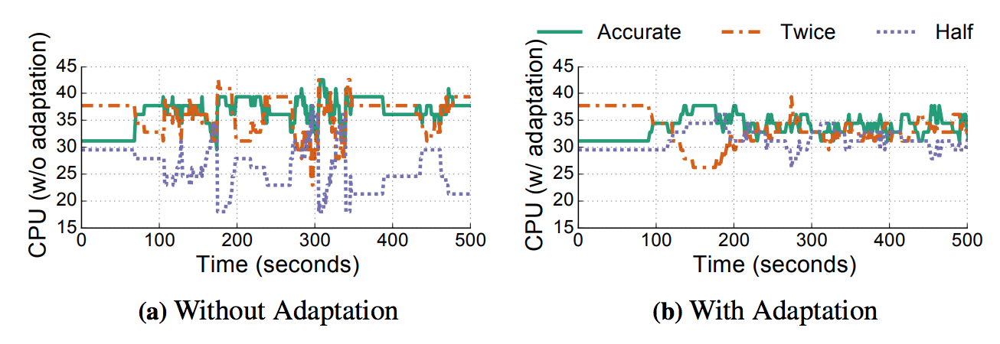 Accurate Twice Half
CPU (w/o adaptation)
45
40
35
30
25
20
15
0 100 200 300 400 500
Time (seconds)
(a) Without Adaptation
CPU (w/ adaptation)
45
40
35
30
25
20
15
0 100 200 300 400 500
Time (seconds)
(b) With Adaptation